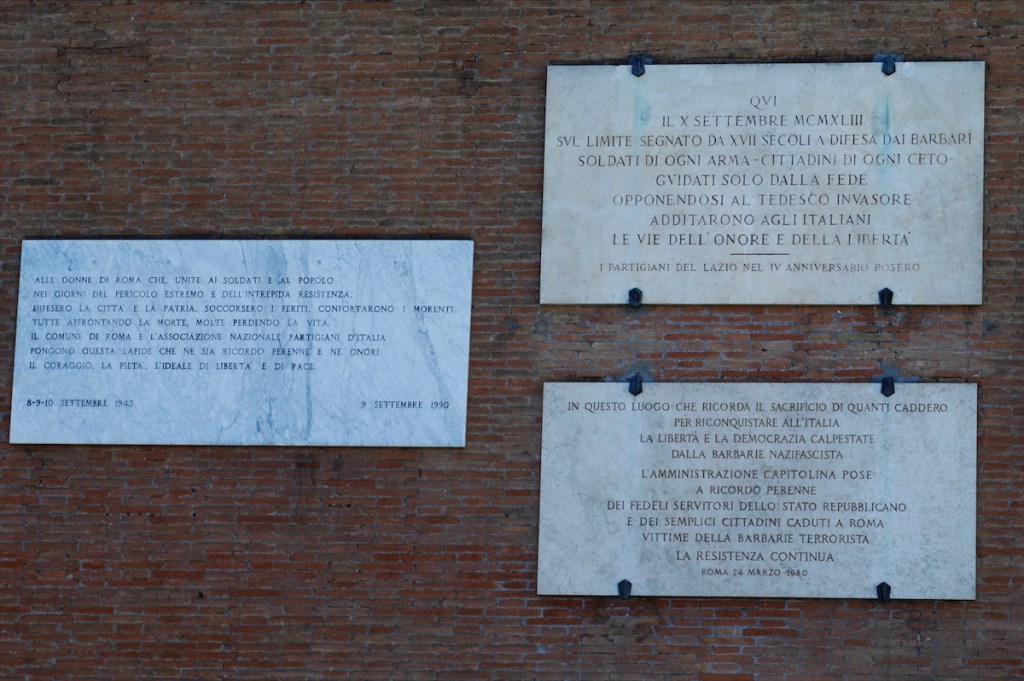 ALLE DONNE DI ROMA CHE, UNITE AI SOLDATI E AL POPOLO
NEI GIORNI DEL PERICOLO ESTREMO E DELL'INTREPIDA RESISTENZA,
DIFESERO LA CITTA' E LA PATRIA, SOCCORSERO I FERITI, CONFORTARONO I MORENTI
TUTTE AFFRONTANDO LA MORTE, MOLTE PERDENDO LA VITA.
IL COMUNE DI ROMA E L'ASSOCIAZIONE NAZIONALE PARTIGIANI D'ITALIA
PONGONO QUESTA LAPIDE CHE NE SIA RICORDO PERENNE E NE ONORI
IL CORAGGIO, LA PIETA', L'IDEALE DI LIBERTA' E DI PACE.
8-9-10 SETTEMBRE 1943 9 SETTEMBRE 1990
QVI
IL X SETTEMBRE MCMXLIII
SVL LIMITE SEGNATO DA XVII SECOLI A DIFESA DAI BARBARI
SOLDATI DI OGNI ARMA - CITTADINI DI OGNI CETO -
GVIDATI SOLO DALLA FEDE
OPPONENDOSI AL TEDESCO INVASORE
ADDITARONO AGLI ITALIANI
LE VIE DELL'ONORE E DELLA LIBERTA'
I PARTIGIANI DEL LAZIO NEL IV ANNIVERSARIO POSERO
IN QUESTO LUOGO CHE RICORDA IL SACRIFICIO DI QUANTI CADDERO
PER RICONQUISTARE ALL'ITALIA
LA LIBERTÀ E LA DEMOCRAZIA CALPESTATE
DALLA BARBARIE NAZIFASCISTA
L'AMMINISTRAZIONE CAPITOLINA POSE
A RICORDO PERENNE
DEI FEDELI SERVITORI DELLO STATO REPUBBLICANO
E DEI SEMPLICI CITTADINI CADUTI A ROMA
VITTIME DELLA BARBARIE TERRORISTA
LA RESISTENZA CONTINUA
ROMA 24 MARZO 1980